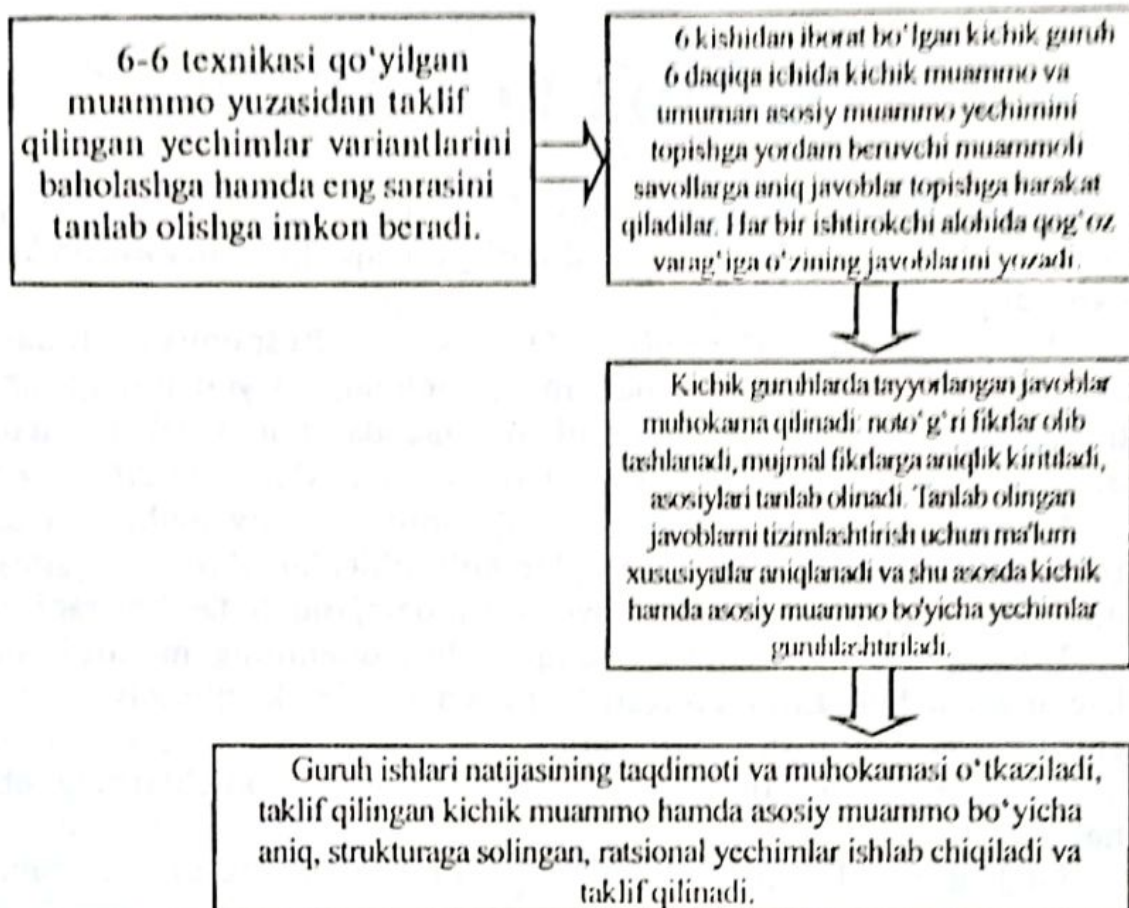 6-6 texnikasi qo‘yilgan
muammo yuzasidan taklif
qilingan yechimlar variantlarini
baholashga hamda eng sarasini
tanlab olishga imkon beradi.
6 kishidan iborat bo‘lgan kichik guruh
6 daqiqa ichida kichik muammo va
umuman asosiy muammo yechimini
topishga yordam beruvchi muammoli
savollarga aniq javoblar topishga harakat
qiladilar. Har bir ishtirokchi alohida qog‘oz
varag‘iga o‘zining javoblarini yozadi.
Kichik guruhlarda tayyorlangan javoblar
muhokama qilinadi: noto‘g‘ri fikrlar olib
tashlanadi, mujmal fikrlarga aniqlik kiritiladi,
asosiylari tanlab olinadi. Tanlab olingan
javoblarni tizimlashtirish uchun ma'lum
xususiyatlar aniqlanadi va shu asosda kichik
hamda asosiy muammo bo'yicha yechimlar
guruhlashtiriladi.
Guruh ishlari natijasining taqdimoti va muhokamasi o‘tkaziladi,
taklif qilingan kichik muammo hamda asosiy muammo bo‘yicha
aniq, strukturaga solingan, ratsional yechimlar ishlab chiqiladi va
taklif qilinadi.